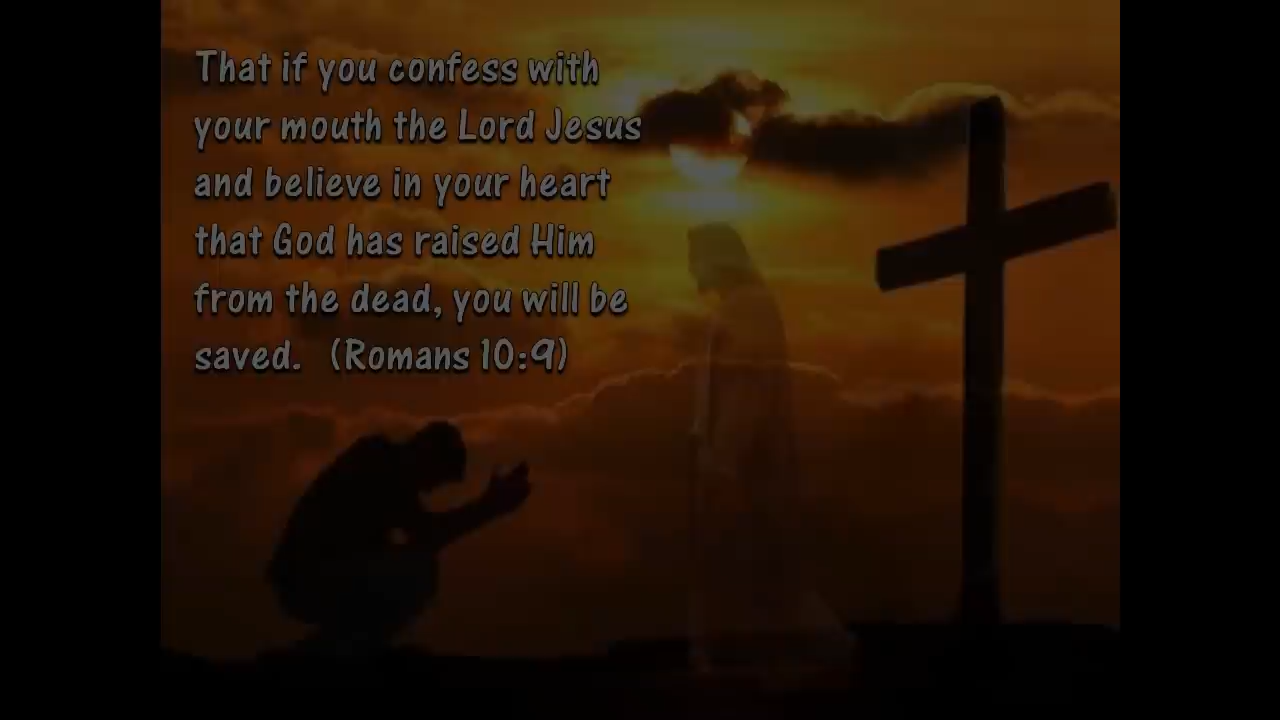 That if you confess with
your mouth the Lord Jesus
and believe in your heart
that God has raised Him
from the dead, you will be
saved. (Romans 10:9)